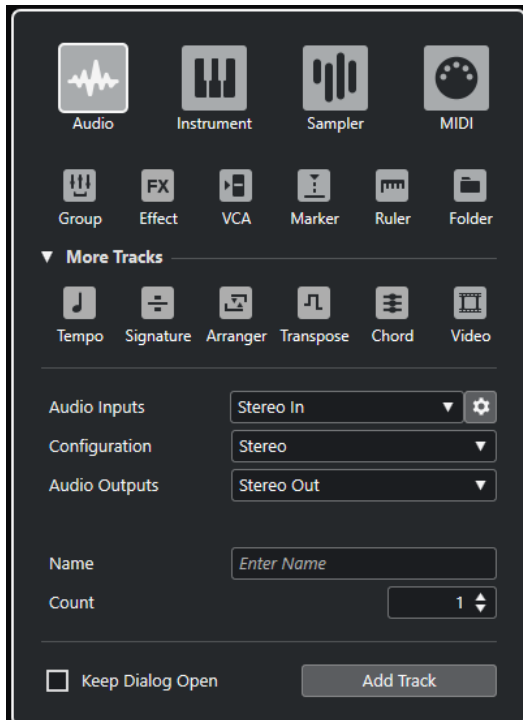 Audio Instrument Sampler MIDI
FX
Group Effect VCA Marker Ruler Folder
More Tracks
Tempo Signature Arranger Transpose Chord Video
Audio Inputs Stereo In
Configuration Stereo
Audio Outputs Stereo Out
Name Enter Name
Count 1
Keep Dialog Open Add Track